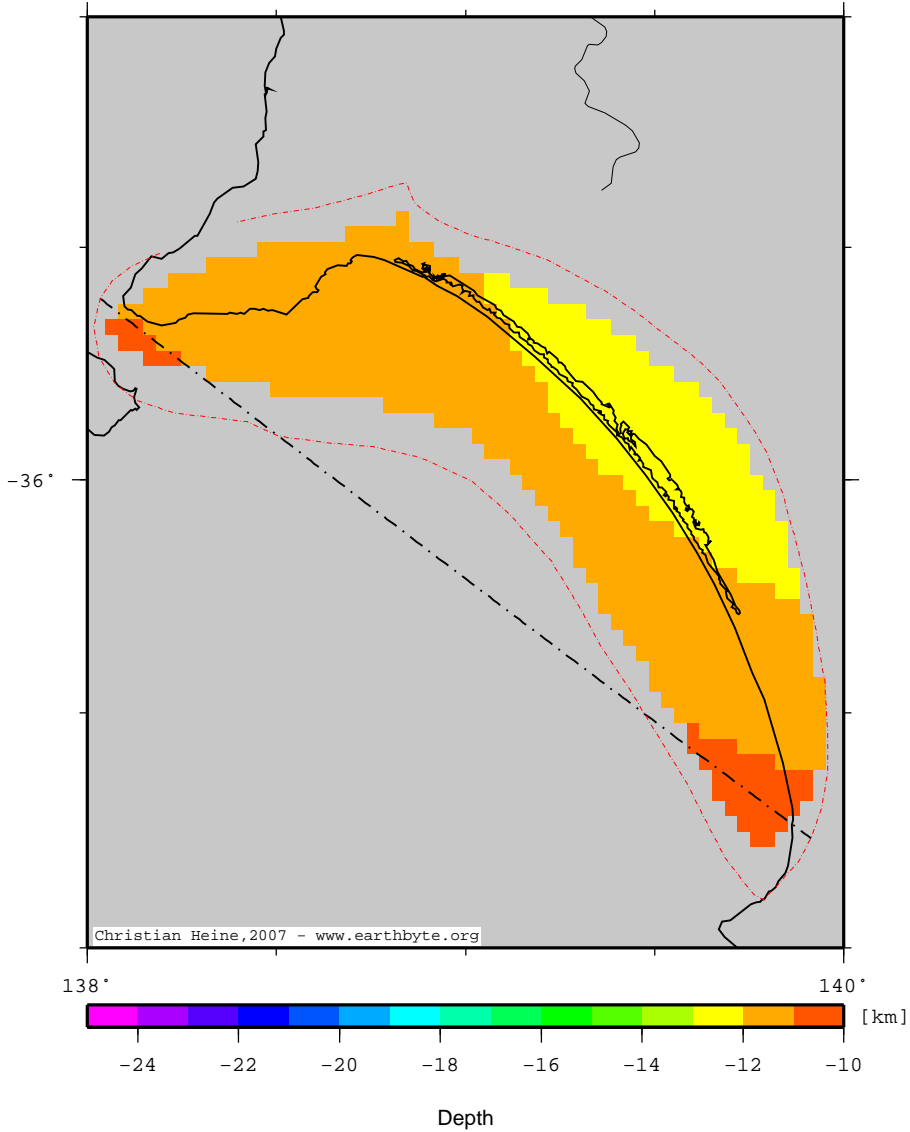 -36°
Christian Heine,2007 - www.earthbyte.org
138° 140°
[km]
-24 -22 -20 -18 -16 -14 -12 -10
Depth